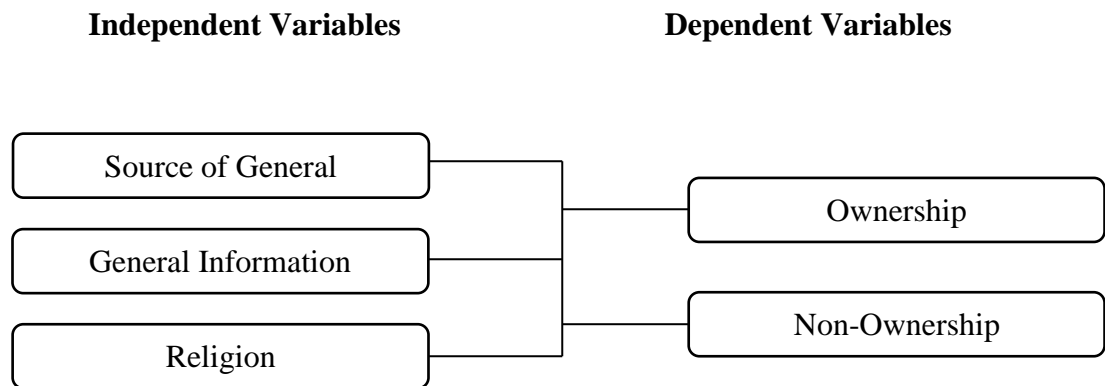 Independent Variables
Dependent Variables
Source of General
General Information
Religion
Ownership
Non-Ownership